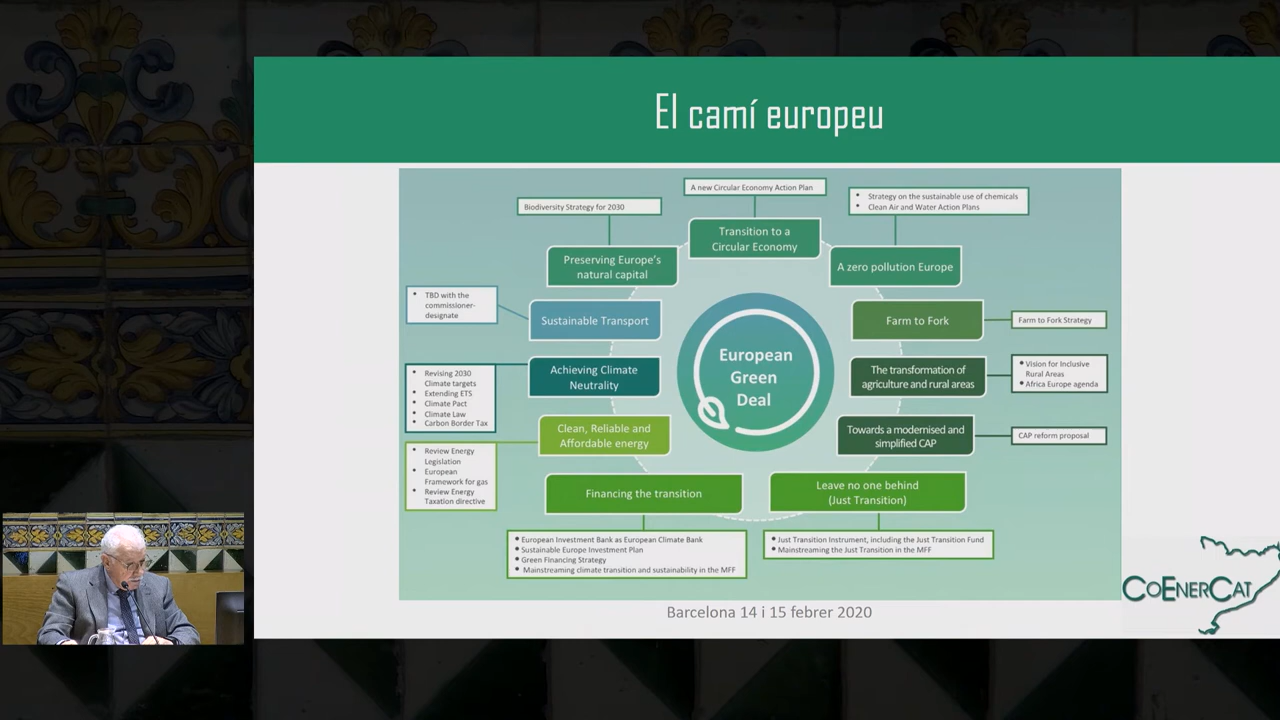 El camí europeu
A new Circular Economy Action Plan
Biodiversity Strategy for 2030
• Strategy on the sustainable use of chemicals
• Clean Air and Water Action Plans
Transition to a
Circular Economy
Preserving Europe's
natural capital
A zero pollution Europe
• TBD with the
commissioner-
designate
Sustainable Transport
Farm to Fork
Farm to Fork Strategy
European
Green
Deal
• Revising 2030
Climate targets
• Extending ETS
• Climate Pact
• Climate Law
• Carbon Border Tax
Achieving Climate
Neutrality
The transformation of
agriculture and rural areas
• Vision for Inclusive
Rural Areas
• Africa Europe agenda
Clean, Reliable and
Affordable energy
Towards a modernised and
simplified CAP
CAP reform proposal
• Review Energy
Legislation
• European
Framework for gas
• Review Energy
Taxation directive
Financing the transition
Leave no one behind
(Just Transition)
• European Investment Bank as European Climate Bank
• Sustainable Europe Investment Plan
• Green Financing Strategy
• Mainstreaming climate transition and sustainability in the MFF
• Just Transition Instrument, including the Just Transition Fund
• Mainstreaming the Just Transition in the MFF
COENERCAT
Barcelona 14 i 15 febrer 2020